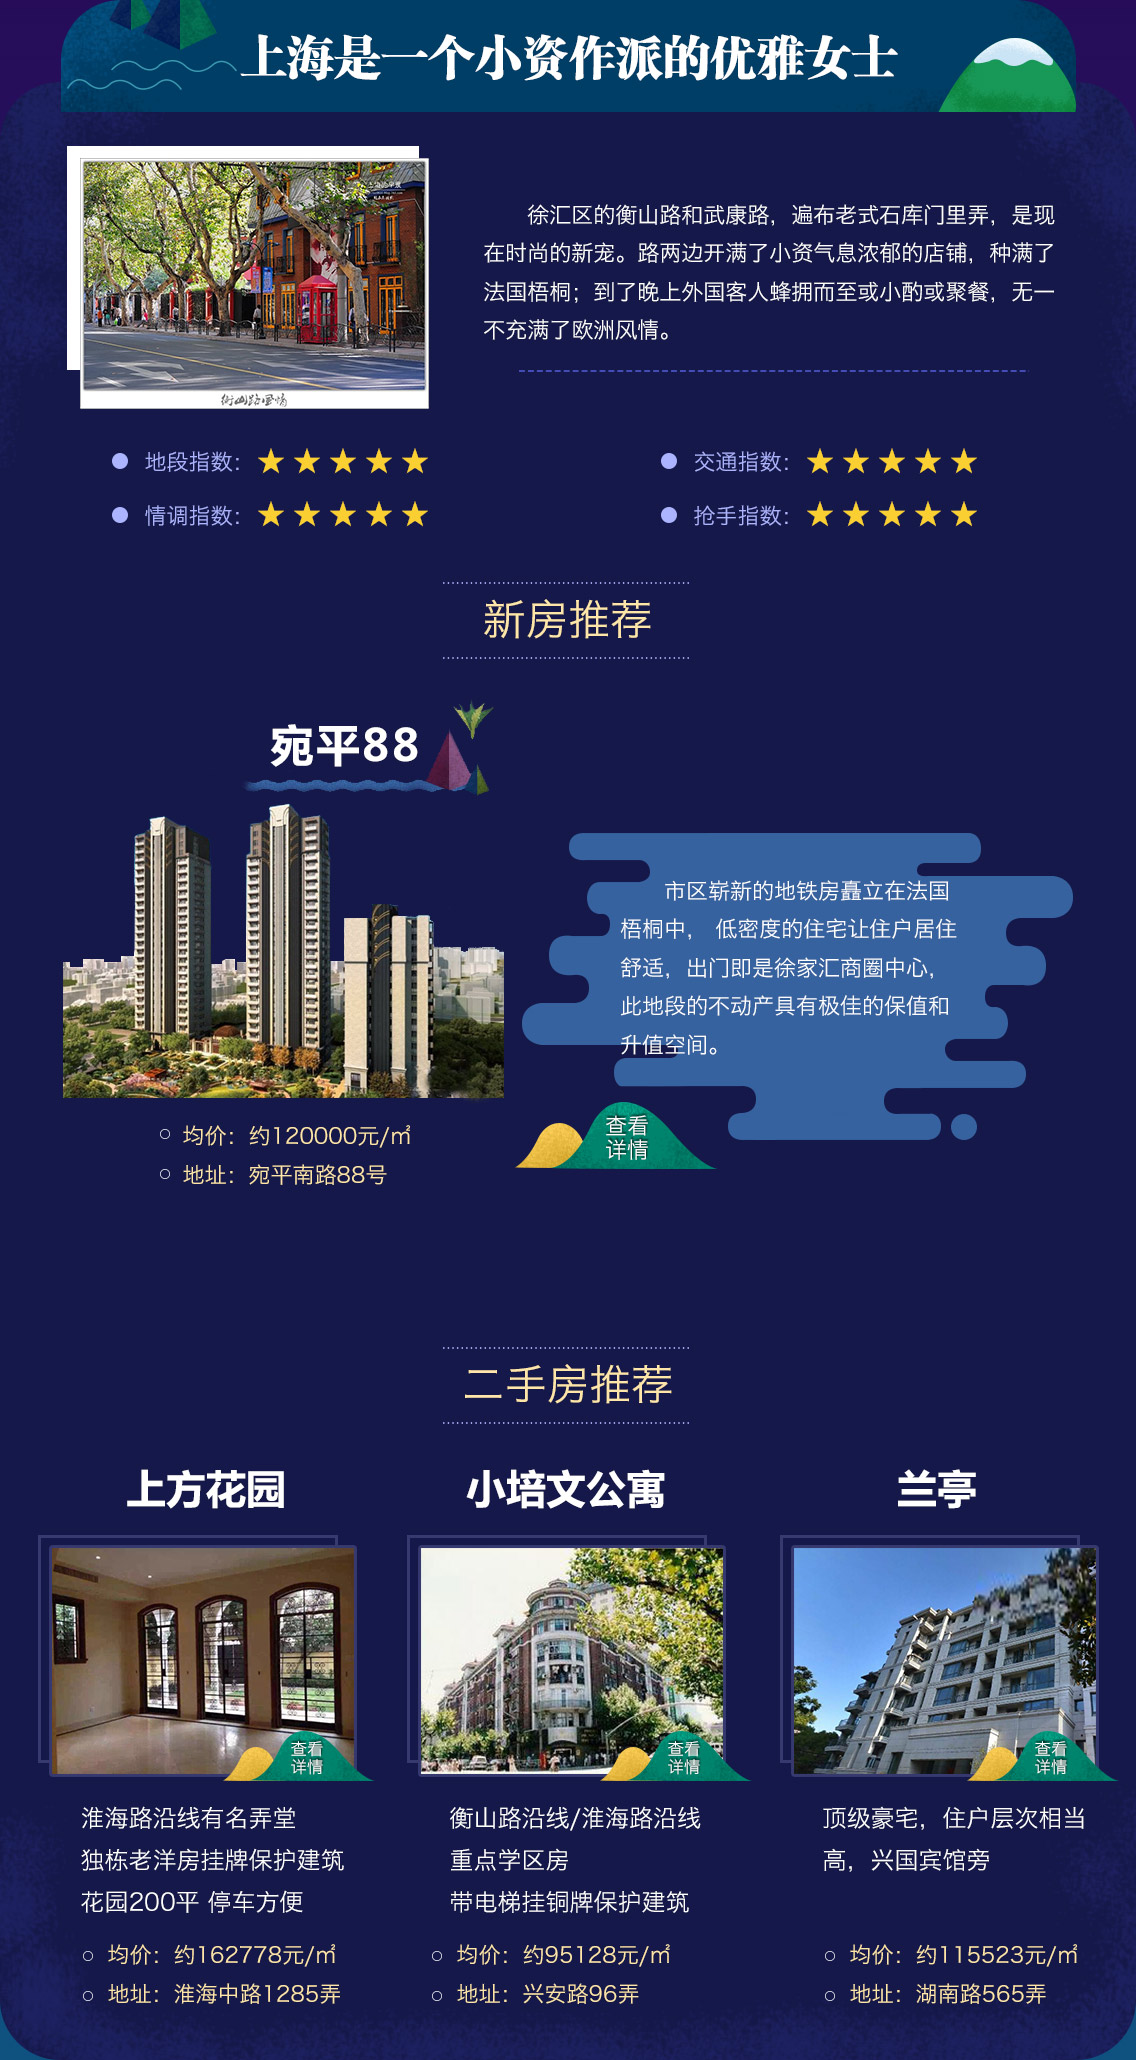 上海是一个小资作派的优雅女士
徐汇区的衡山路和武康路，遍布老式石库门里弄，是现
在时尚的新宠。路两边开满了小资气息浓郁的店铺，种满了
法国梧桐；到了晚上外国客人蜂拥而至或小酌或聚餐，无一
不充满了欧洲风情。
衡山路风情
地段指数：★★★★★
交通指数：★★★★★
情调指数：★★★★★
抢手指数：★★★★★
新房推荐
宛平88
市区崭新的地铁房矗立在法国
梧桐中， 低密度的住宅让住户居住
舒适，出门即是徐家汇商圈中心，
此地段的不动产具有极佳的保值和
升值空间。
查看
详情
均价：约120000元/㎡
地址：宛平南路88号
二手房推荐
上方花园
小培文公寓
兰亭
查看
详情
查看
详情
查看
详情
淮海路沿线有名弄堂
独栋老洋房挂牌保护建筑
花园200平 停车方便
均价：约162778元/㎡
地址：淮海中路1285弄
衡山路沿线/淮海路沿线
重点学区房
带电梯挂铜牌保护建筑
均价：约95128元/㎡
地址：兴安路96弄
顶级豪宅，住户层次相当
高，兴国宾馆旁
均价：约115523元/㎡
地址：湖南路565弄